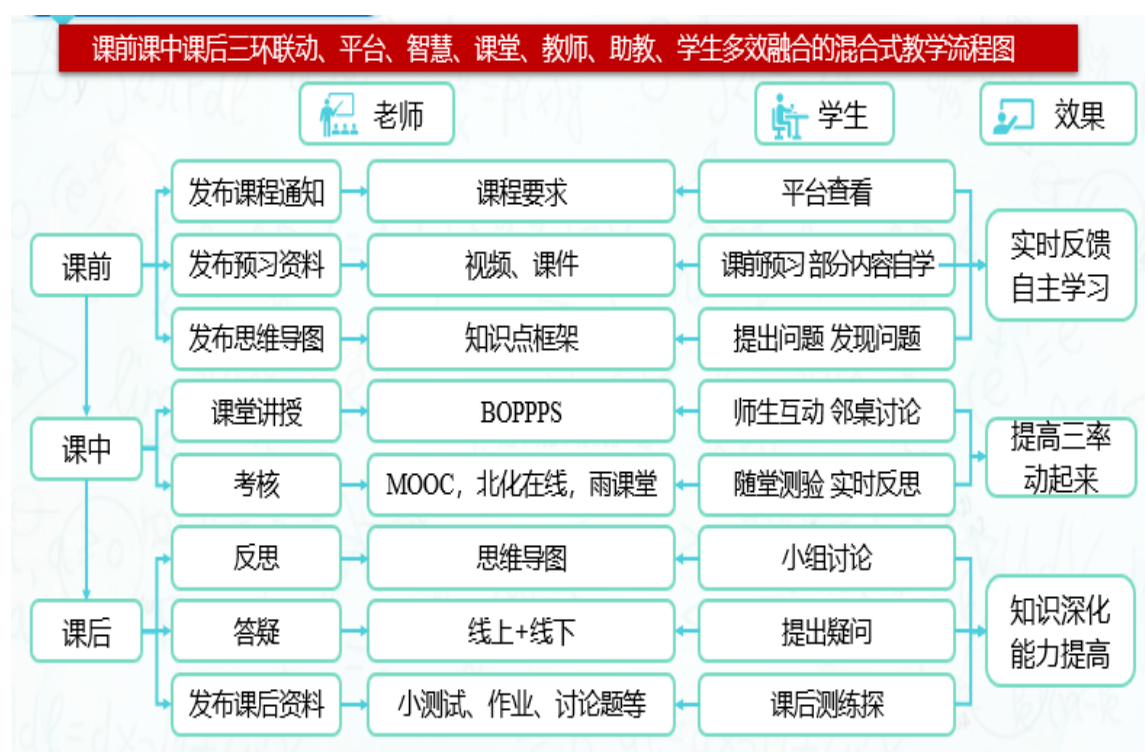 课前课中课后三环联动、平台、智慧、课堂、教师、助教、学生多效融合的混合式教学流程图
老师
学生
效果
课前
发布课程通知
课程要求
平台查看
发布预习资料
视频、课件
课前预习 部分内容自学
发布思维导图
知识点框架
提出问题 发现问题
实时反馈
自主学习
课中
课堂讲授
BOPPPS
师生互动 邻桌讨论
考核
MOOC，北化在线，雨课堂
随堂测验 实时反思
提高三率
动起来
课后
反思
思维导图
小组讨论
答疑
线上+线下
提出疑问
发布课后资料
小测试、作业、讨论题等
课后测练探
知识深化
能力提高